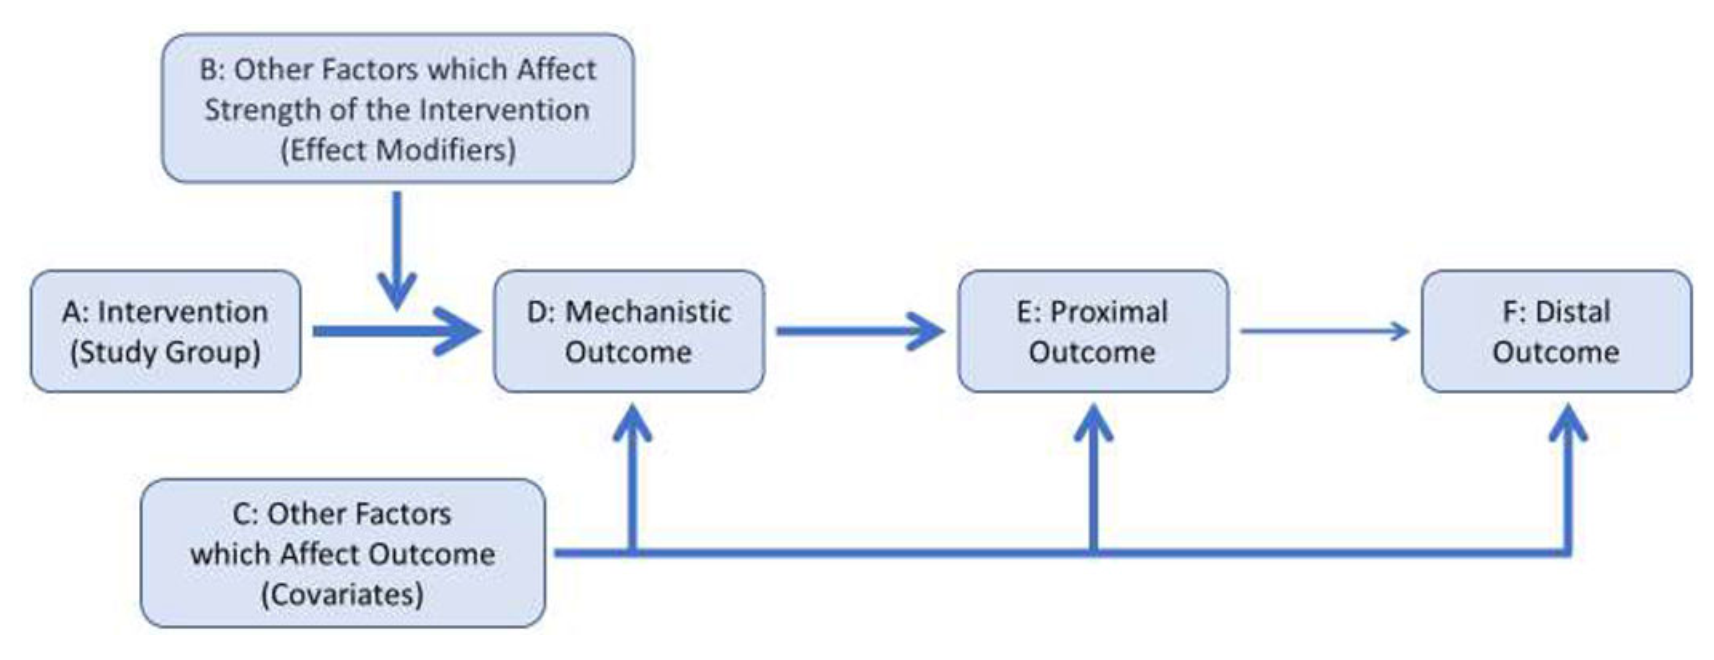 B: Other Factors which Affect
Strength of the Intervention
(Effect Modifiers)
A: Intervention
(Study Group)
D: Mechanistic
Outcome
E: Proximal
Outcome
F: Distal
Outcome
C: Other Factors
which Affect Outcome
(Covariates)